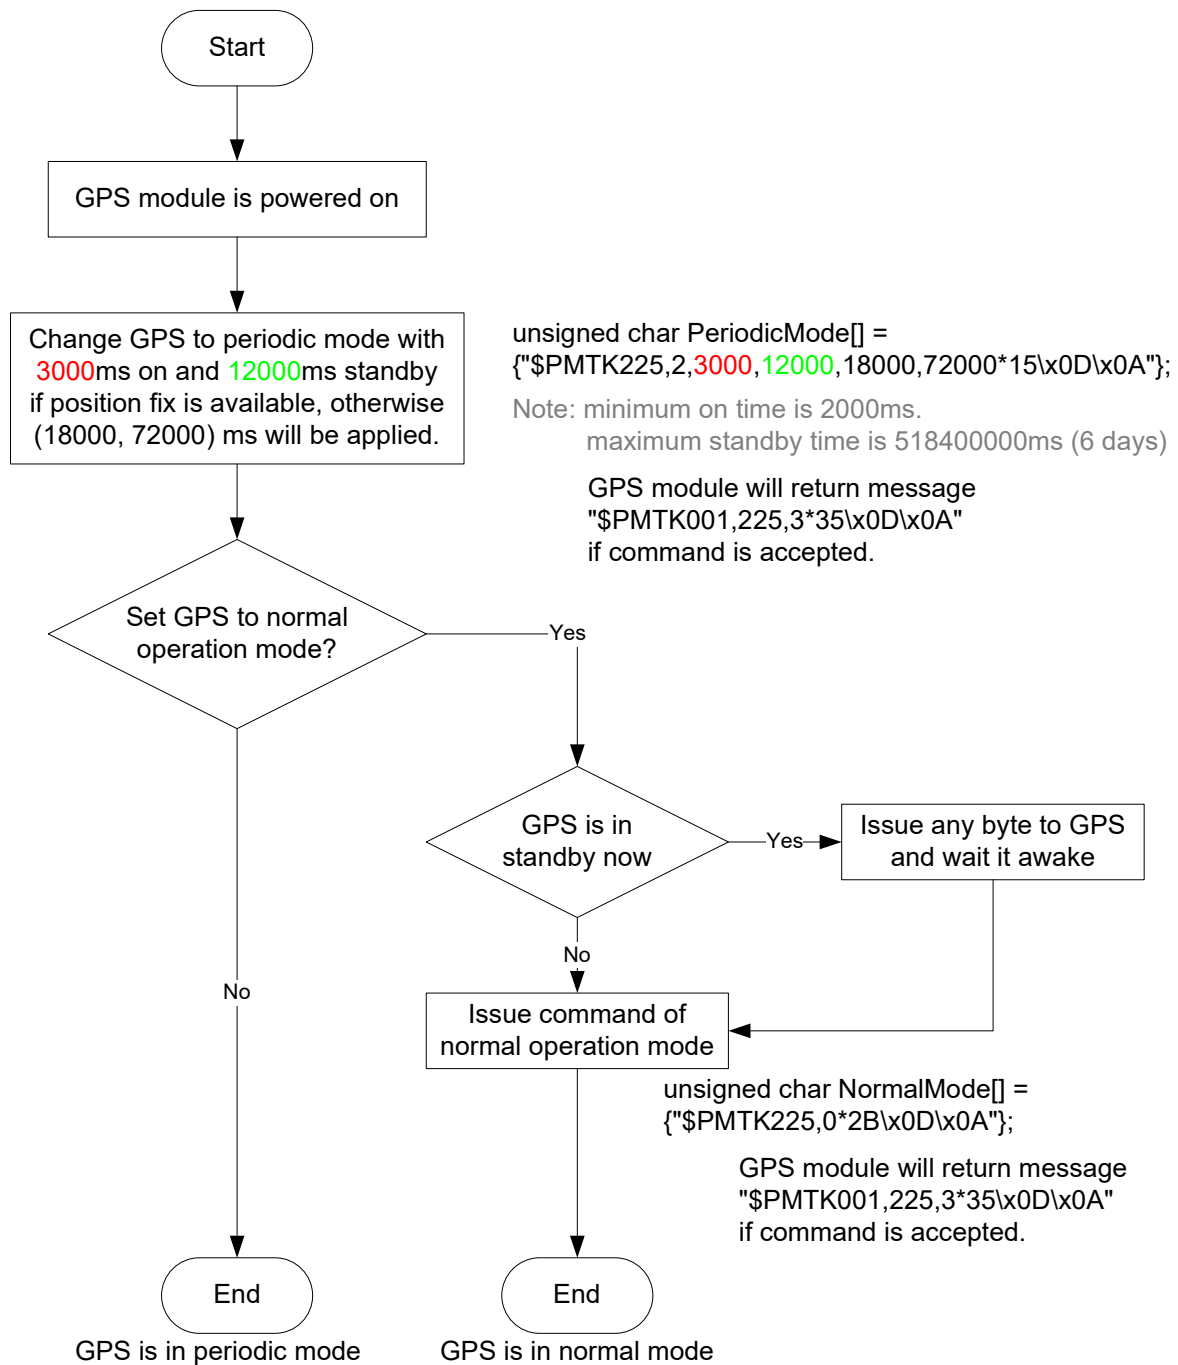 Start
GPS module is powered on
Change GPS to periodic mode with
3000ms on and 12000ms standby
if position fix is available, otherwise
(18000, 72000) ms will be applied.
unsigned char PeriodicMode[] =
{"$PMTK225,2,3000,12000,18000,72000*15\x0D\x0A"};
Note: minimum on time is 2000ms.
maximum standby time is 518400000ms (6 days)
GPS module will return message
"$PMTK001,225,3*35\x0D\x0A"
if command is accepted.
Set GPS to normal
operation mode?
Yes
GPS is in
standby now
Yes
Issue any byte to GPS
and wait it awake
No
No
Issue command of
normal operation mode
unsigned char NormalMode[] =
{"$PMTK225,0*2B\x0D\x0A"};
GPS module will return message
"$PMTK001,225,3*35\x0D\x0A"
if command is accepted.
End
GPS is in periodic mode
End
GPS is in normal mode